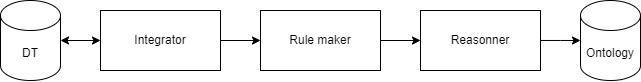 DT
Integrator
Rule maker
Reasonner
Ontology